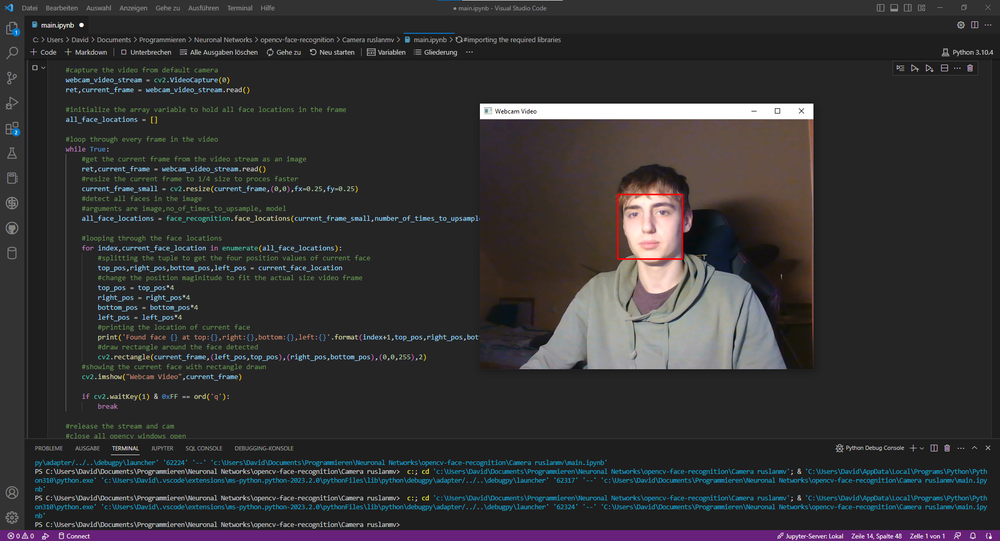 Datei Bearbeiten Auswahl Anzeigen Gehe zu Ausführen Terminal Hilfe
● main.ipynb - Visual Studio Code
main.ipynb ●
C: > Users > David > Documents > Programmieren > Neuronal Networks > opencv-face-recognition > Camera ruslanmv > main.ipynb > #importing the required libraries
+ Code + Markdown | Unterbrechen Alle Ausgaben löschen Gehe zu Neu starten | Variablen Gliederung ···
Python 3.10.4
1
2
#capture the video from default camera
webcam_video_stream = cv2.VideoCapture(0)
ret,current_frame = webcam_video_stream.read()
#initialize the array variable to hold all face locations in the frame
all_face_locations = []
#loop through every frame in the video
while True:
#get the current frame from the video stream as an image
ret,current_frame = webcam_video_stream.read()
#resize the current frame to 1/4 size to proces faster
current_frame_small = cv2.resize(current_frame,(0,0),fx=0.25,fy=0.25)
#detect all faces in the image
#arguments are image,no_of_times_to_upsample, model
all_face_locations = face_recognition.face_locations(current_frame_small,number_of_times_to_upsample
#looping through the face locations
for index,current_face_location in enumerate(all_face_locations):
#splitting the tuple to get the four position values of current face
top_pos,right_pos,bottom_pos,left_pos = current_face_location
#change the position maginitude to fit the actual size video frame
top_pos = top_pos*4
right_pos = right_pos*4
bottom_pos = bottom_pos*4
left_pos = left_pos*4
#printing the location of current face
print('Found face {} at top:{},right:{},bottom:{},left:{}'.format(index+1,top_pos,right_pos,bot
#draw rectangle around the face detected
cv2.rectangle(current_frame,(left_pos,top_pos),(right_pos,bottom_pos),(0,0,255),2)
#showing the current face with rectangle drawn
cv2.imshow("Webcam Video",current_frame)
if cv2.waitKey(1) & 0xFF == ord('q'):
break
#release the stream and cam
#close all opencv windows open
Webcam Video
PROBLEME AUSGABE TERMINAL JUPYTER SQL CONSOLE DEBUGGING-KONSOLE
Python Debug Console
py\adapter/../..\debugpy\launcher' '62224' '--' 'c:\Users\David\Documents\Programmieren\Neuronal Networks\opencv-face-recognition\Camera ruslanmv\main.ipynb'
PS C:\Users\David\Documents\Programmieren\Neuronal Networks\opencv-face-recognition\Camera ruslanmv>  c:; cd 'c:\Users\David\Documents\Programmieren\Neuronal Networks\opencv-face-recognition\Camera ruslanmv'; & 'C:\Users\David\AppData\Local\Programs\Python\Pyth
on310\python.exe' 'c:\Users\David\.vscode\extensions\ms-python.python-2023.2.0\pythonFiles\lib\python\debugpy\adapter/../..\debugpy\launcher' '62317' '--' 'c:\Users\David\Documents\Programmieren\Neuronal Networks\opencv-face-recognition\Camera ruslanmv\main.ipy
nb'
PS C:\Users\David\Documents\Programmieren\Neuronal Networks\opencv-face-recognition\Camera ruslanmv>  c:; cd 'c:\Users\David\Documents\Programmieren\Neuronal Networks\opencv-face-recognition\Camera ruslanmv'; & 'C:\Users\David\AppData\Local\Programs\Python\Pyth
on310\python.exe' 'c:\Users\David\.vscode\extensions\ms-python.python-2023.2.0\pythonFiles\lib\python\debugpy\adapter/../..\debugpy\launcher' '62324' '--' 'C:\Users\David\Documents\Programmieren\Neuronal Networks\opencv-face-recognition\Camera ruslanmv\main.ipy
nb'
PS C:\Users\David\Documents\Programmieren\Neuronal Networks\opencv-face-recognition\Camera ruslanmv>
0 0 Connect
Jupyter-Server: Lokal Zeile 14, Spalte 48 Zelle 1 von 1